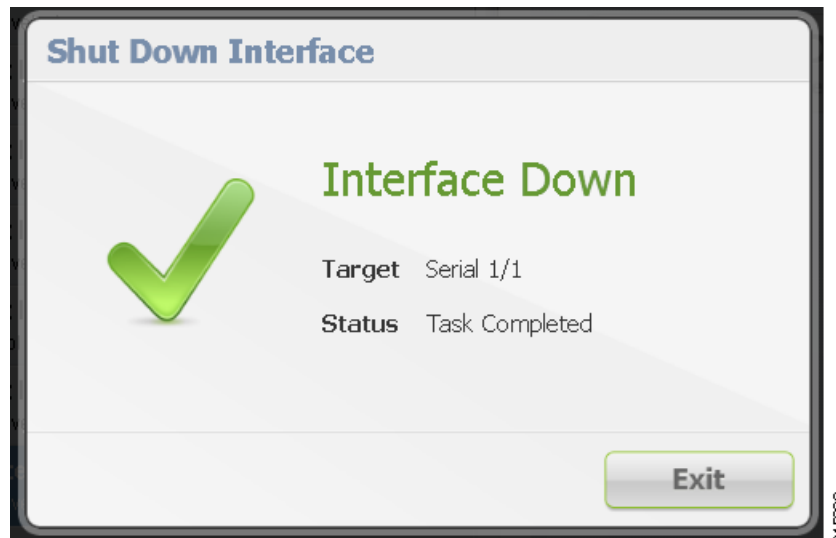 Shut Down Interface
Interface Down
Target Serial 1/1
Status Task Completed
Exit